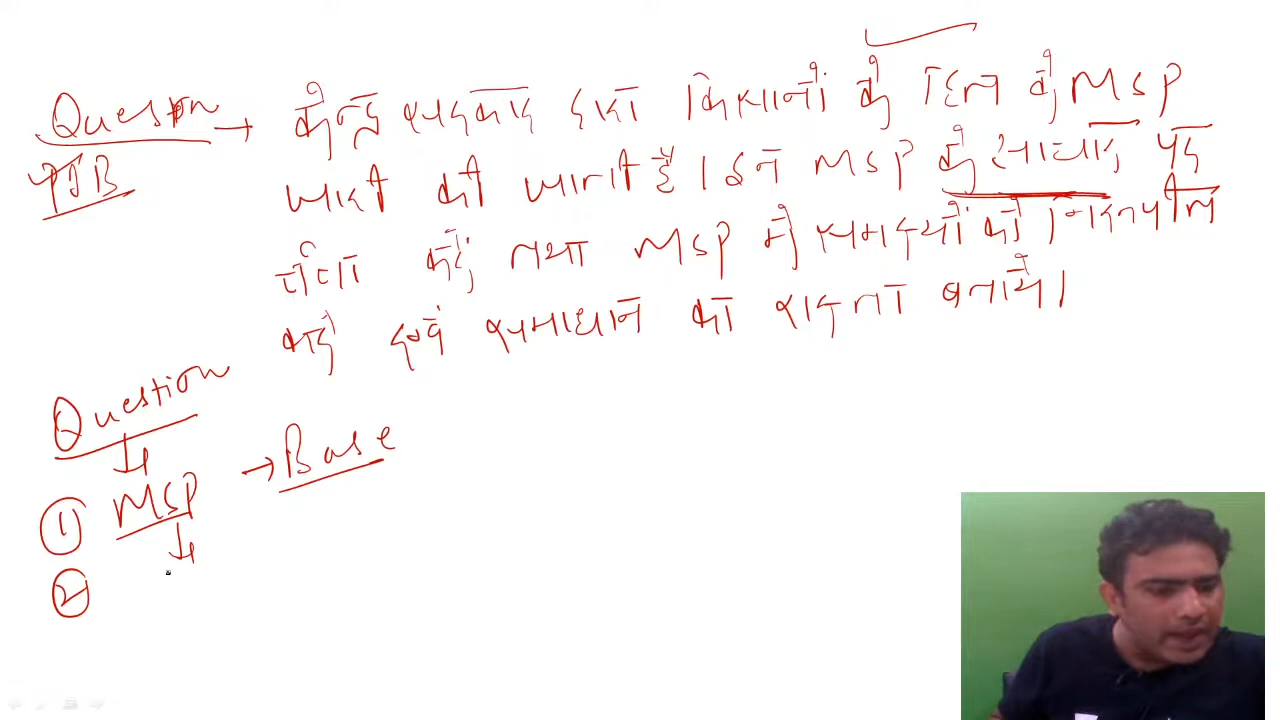 Question → केन्द्र सरकार द्वारा किसानों के हित के MSP
PIB जारी की जाती है। इन MSP के आधार पर
चर्चा करें, तथा MSP में समस्यों को
करें एवं समाधान का रास्ता बतायें।
Question
① MSP → Base
②